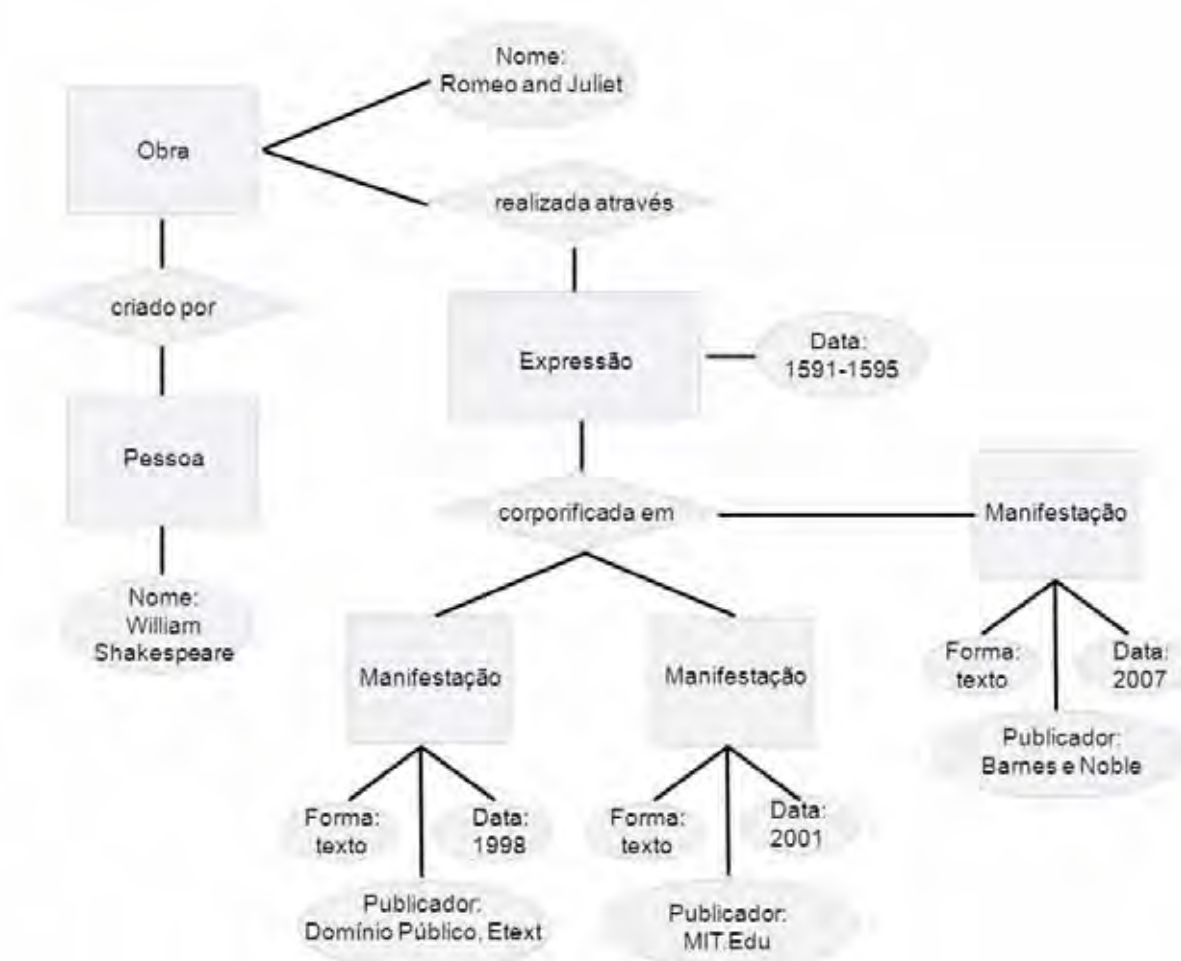 Nome:
Romeo and Juliet
Obra
realizada através
criado por
Expressão
Data:
1591-1595
Pessoa
corporificada em
Manifestação
Nome:
William
Shakespeare
Manifestação
Manifestação
Forma:
texto
Data:
2007
Publicador:
Barnes e Noble
Forma:
texto
Data:
1998
Forma:
texto
Data:
2001
Publicador:
Domínio Público, Etext
Publicador:
MIT.Edu